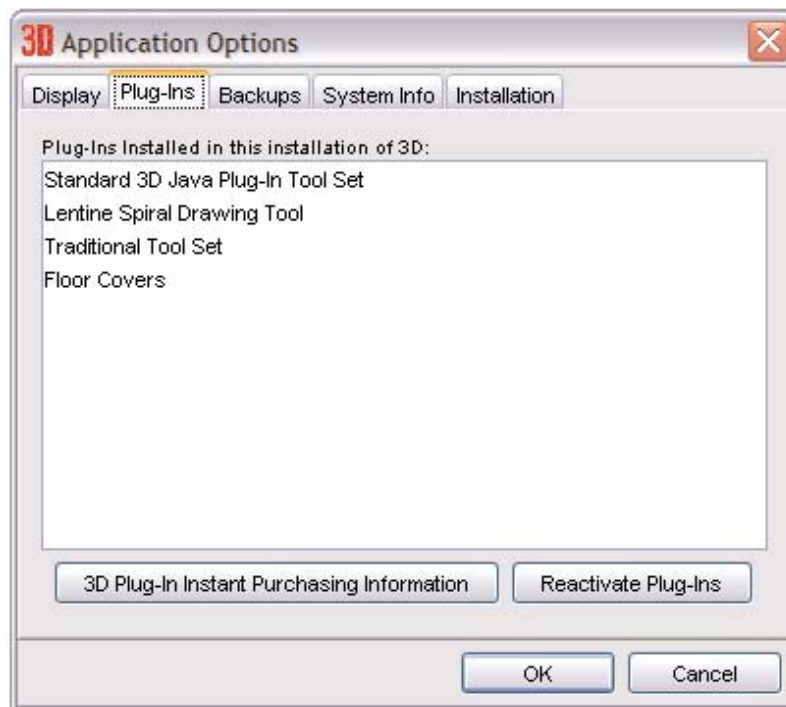 3D Application Options
Display Plug-Ins Backups System Info Installation
Plug-Ins Installed in this installation of 3D:
Standard 3D Java Plug-In Tool Set
Lentine Spiral Drawing Tool
Traditional Tool Set
Floor Covers
3D Plug-In Instant Purchasing Information Reactivate Plug-Ins
OK Cancel